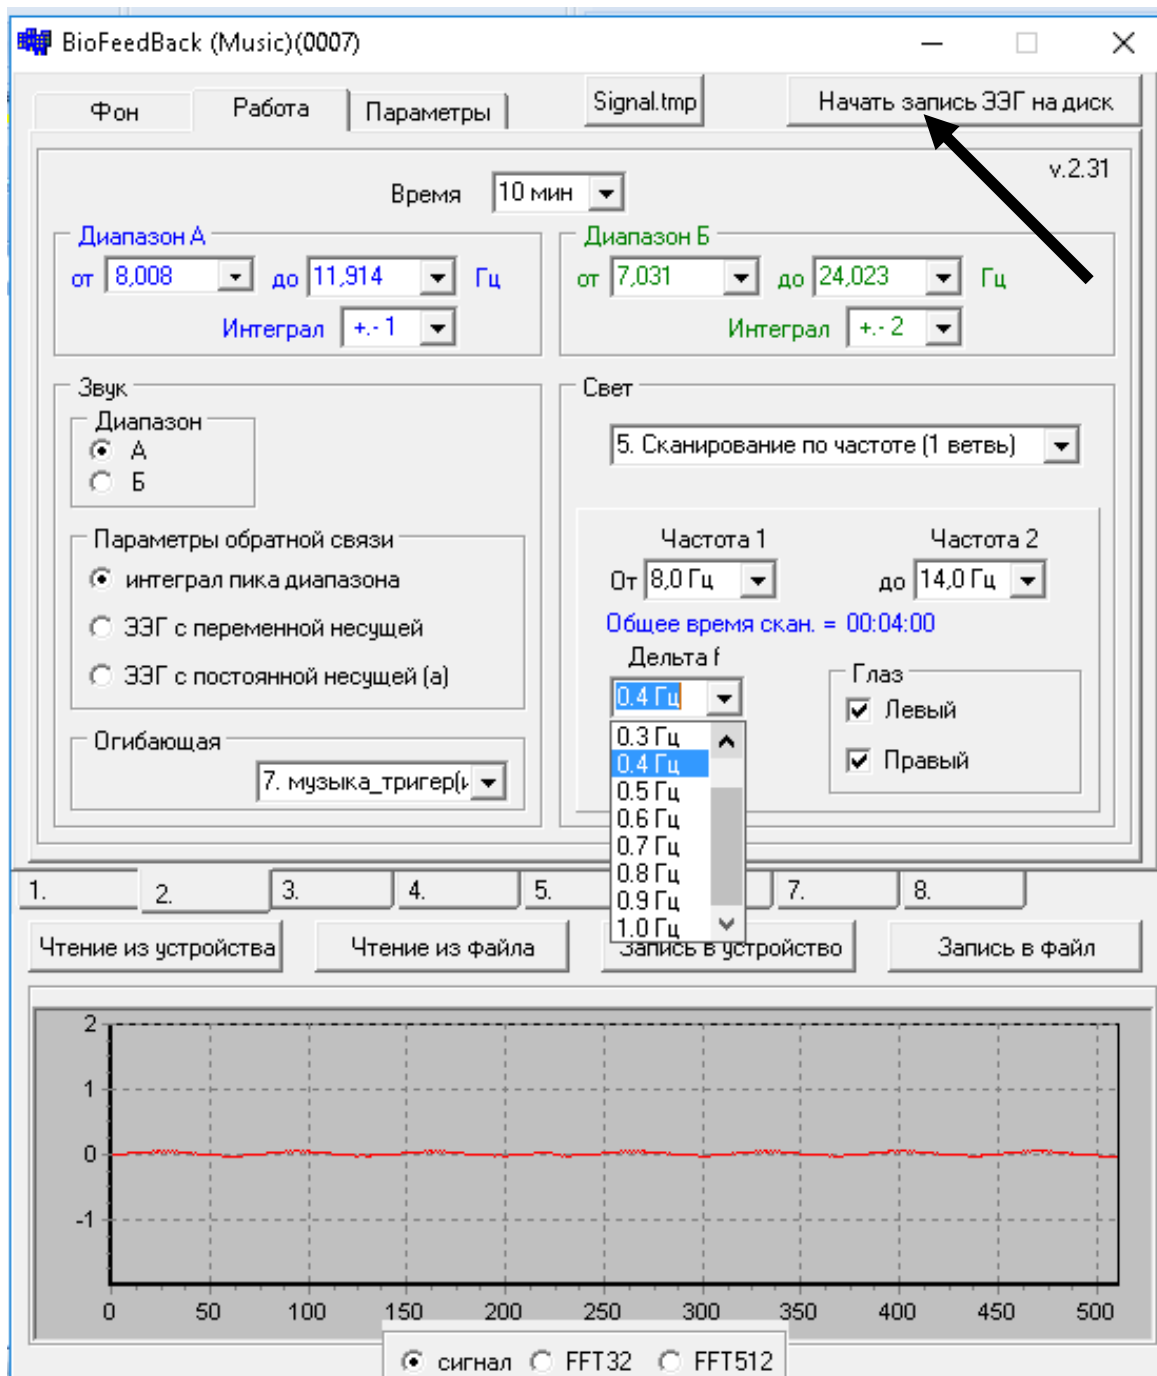 BioFeedBack (Music)(0007)
Фон Работа Параметры Signal.tmp Начать запись ЭЭГ на диск
v.2.31
Время 10 мин
Диапазон А
от 8,008 до 11,914 Гц
Интеграл +.- 1
Диапазон Б
от 7,031 до 24,023 Гц
Интеграл +.- 2
Звук
Диапазон
А
Б
Параметры обратной связи
интеграл пика диапазона
ЭЭГ с переменной несущей
ЭЭГ с постоянной несущей (а)
Огибающая
7. музыка_тригер(
Свет
5. Сканирование по частоте (1 ветвь)
Частота 1 Частота 2
От 8,0 Гц до 14,0 Гц
Общее время скан. = 00:04:00
Дельта f
0.4 Гц
0.3 Гц
0.4 Гц
0.5 Гц
0.6 Гц
0.7 Гц
0.8 Гц
0.9 Гц
1.0 Гц
Глаз
Левый
Правый
1. 2. 3. 4. 5. 7. 8.
Чтение из устройства Чтение из файла Запись в устройство Запись в файл
2
1
0
-1
0 50 100 150 200 250 300 350 400 450 500
сигнал FFT32 FFT512